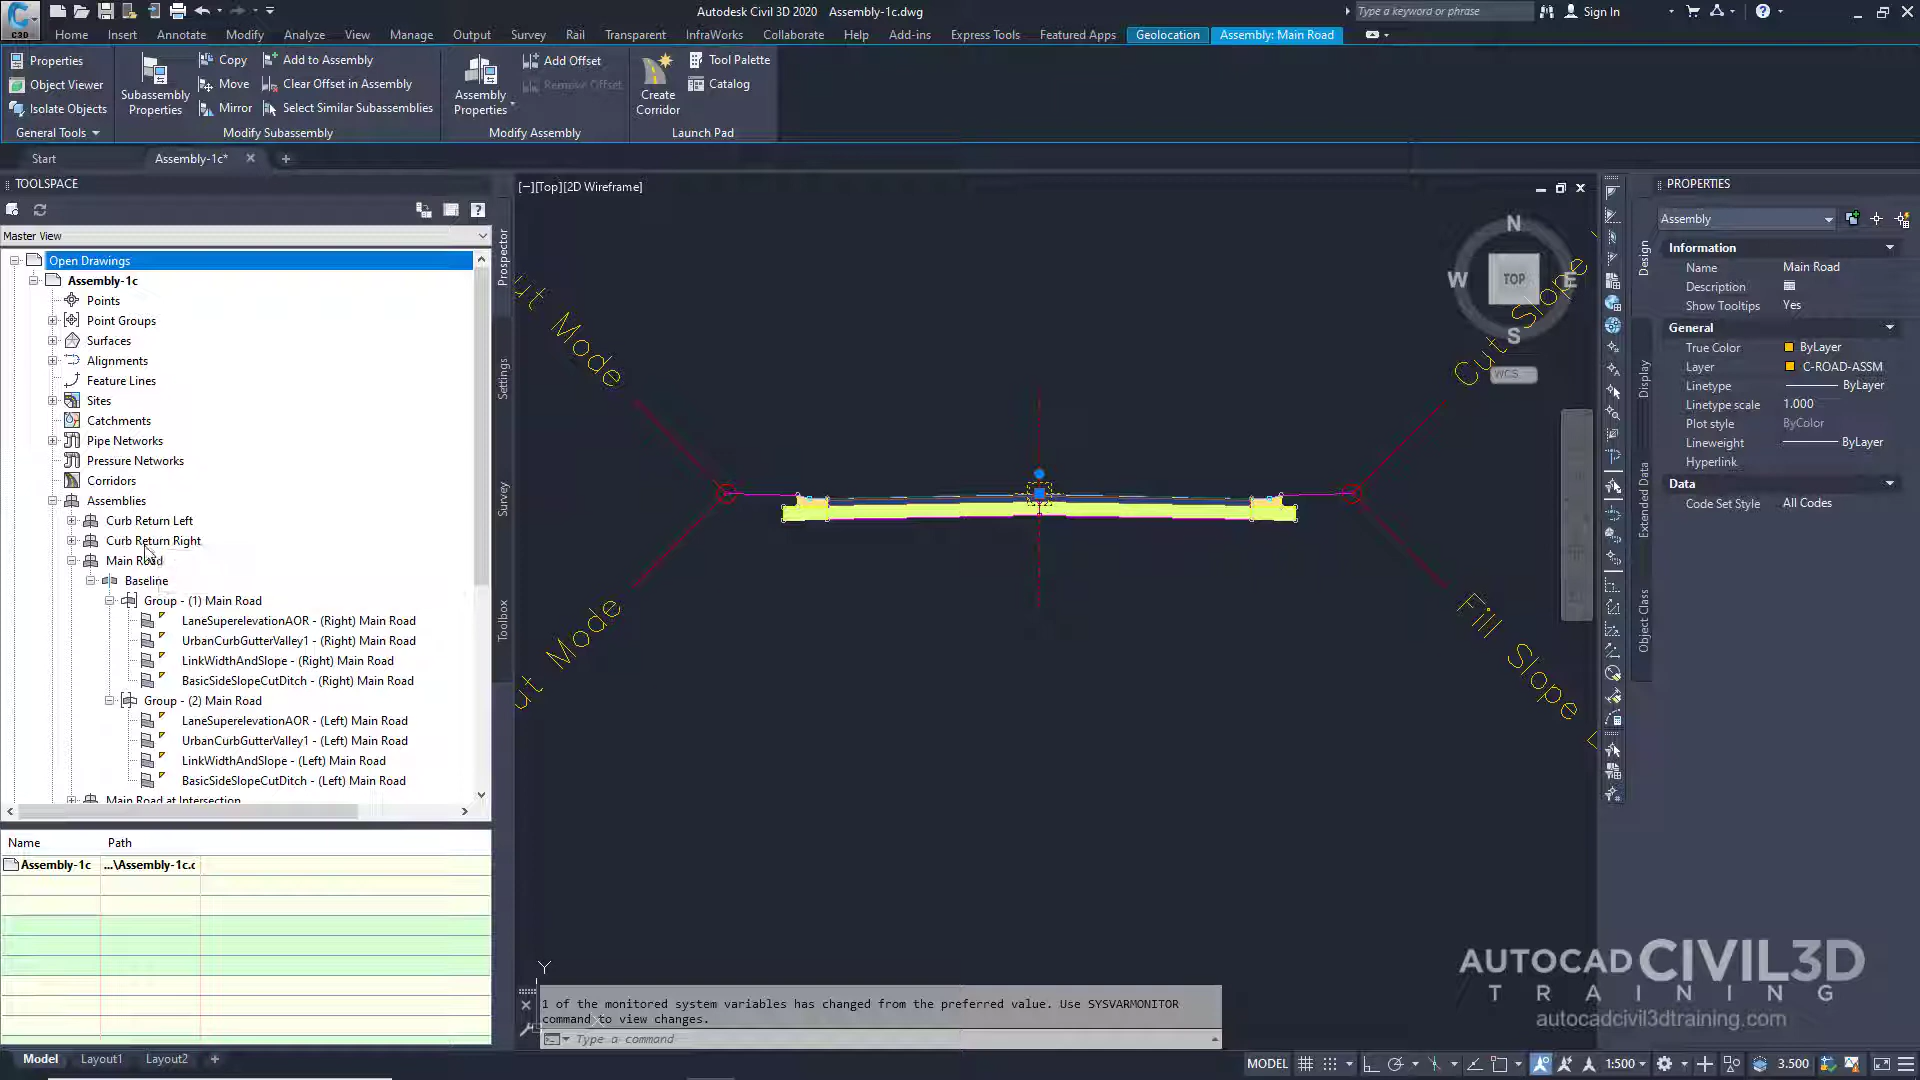 C3D
Autodesk Civil 3D 2020 Assembly-1c.dwg
Type a keyword or phrase
Sign In
Home Insert Annotate Modify Analyze View Manage Output Survey Rail Transparent InfraWorks Collaborate Help Add-ins Express Tools Featured Apps Geolocation Assembly: Main Road
Properties
Object Viewer
Isolate Objects
General Tools
Subassembly Properties
Copy
Move
Mirror
Add to Assembly
Clear Offset in Assembly
Select Similar Subassemblies
Modify Subassembly
Assembly Properties
Add Offset
Remove Offset
Modify Assembly
Create Corridor
Tool Palette
Catalog
Launch Pad
Start
Assembly-1c*
TOOLSPACE
Master View
Open Drawings
Assembly-1c
Points
Point Groups
Surfaces
Alignments
Feature Lines
Sites
Catchments
Pipe Networks
Pressure Networks
Corridors
Assemblies
Curb Return Left
Curb Return Right
Main Road
Baseline
Group - (1) Main Road
LaneSuperelevationAOR - (Right) Main Road
UrbanCurbGutterValley1 - (Right) Main Road
LinkWidthAndSlope - (Right) Main Road
BasicSideSlopeCutDitch - (Right) Main Road
Group - (2) Main Road
LaneSuperelevationAOR - (Left) Main Road
UrbanCurbGutterValley1 - (Left) Main Road
LinkWidthAndSlope - (Left) Main Road
BasicSideSlopeCutDitch - (Left) Main Road
Main Road at Intersection
Name Path
Assembly-1c ...\Assembly-1c.c
Prospector
Settings
Survey
Toolbox
[−][Top][2D Wireframe]
ut Mode
ut Mode
Cut Slope
Fill Slope
N
W TOP E
S
WCS
Y
1 of the monitored system variables has changed from the preferred value. Use SYSVARMONITOR
command to view changes.
Type a command
PROPERTIES
Assembly
Design
Display
Extended Data
Object Class
Information
Name Main Road
Description
Show Tooltips Yes
General
True Color ByLayer
Layer C-ROAD-ASSM
Linetype ByLayer
Linetype scale 1.000
Plot style ByColor
Lineweight ByLayer
Hyperlink
Data
Code Set Style All Codes
AUTOCAD CIVIL3D
TRAINING
autocadcivil3dtraining.com
Model Layout1 Layout2
MODEL
1:500
3.500